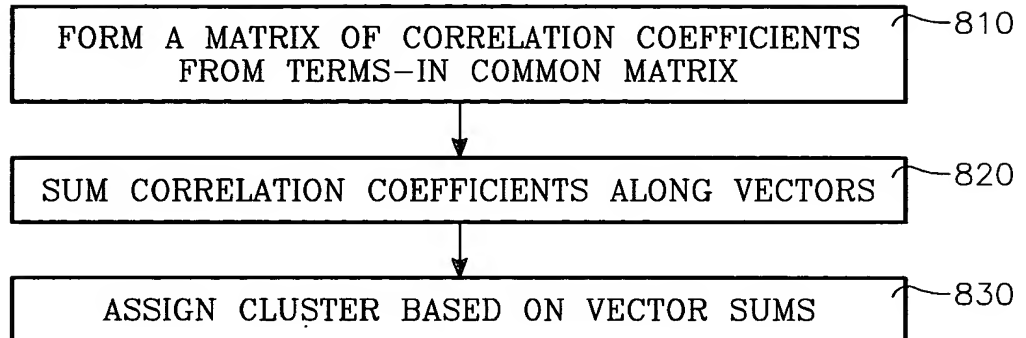 FORM A MATRIX OF CORRELATION COEFFICIENTS
FROM TERMS-IN COMMON MATRIX
810
SUM CORRELATION COEFFICIENTS ALONG VECTORS
820
ASSIGN CLUSTER BASED ON VECTOR SUMS
830